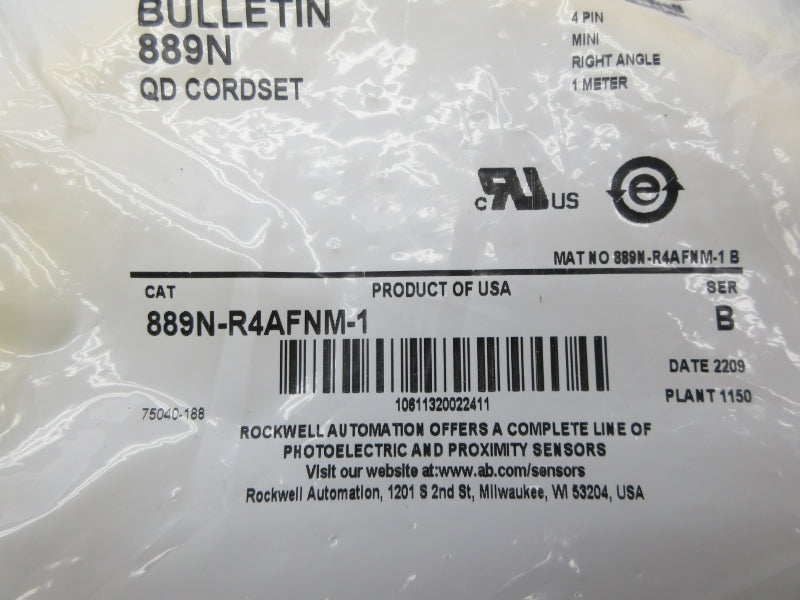 BULLETIN
889N
QD CORDSET
4 PIN
MINI
RIGHT ANGLE
1 METER
c RU US e
MAT NO 889N-R4AFNM-1 B
CAT PRODUCT OF USA SER
889N-R4AFNM-1 B
DATE 2209
PLANT 1150
10611320022411
75040-188
ROCKWELL AUTOMATION OFFERS A COMPLETE LINE OF
PHOTOELECTRIC AND PROXIMITY SENSORS
Visit our website at:www.ab.com/sensors
Rockwell Automation, 1201 S 2nd St, Milwaukee, WI 53204, USA